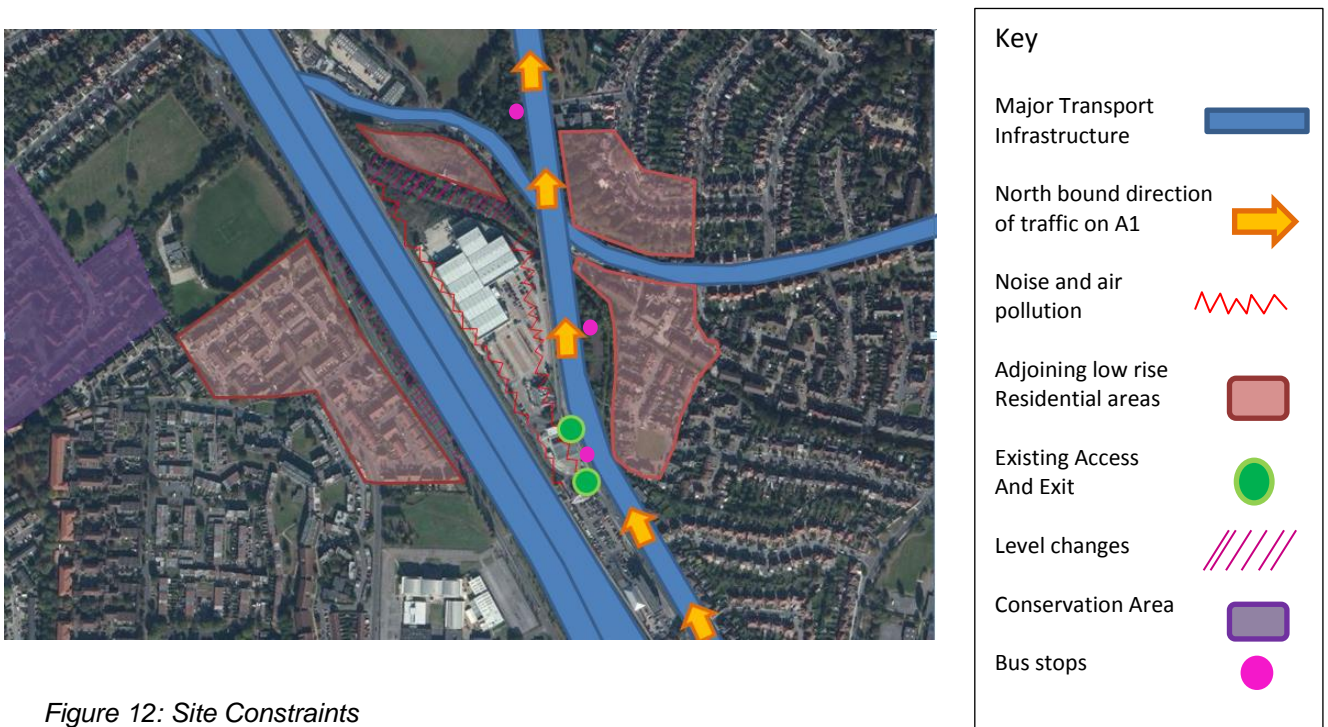 Key
Major Transport
Infrastructure
North bound direction
of traffic on A1
Noise and air
pollution
Adjoining low rise
Residential areas
Existing Access
And Exit
Level changes
Conservation Area
Bus stops
Figure 12: Site Constraints